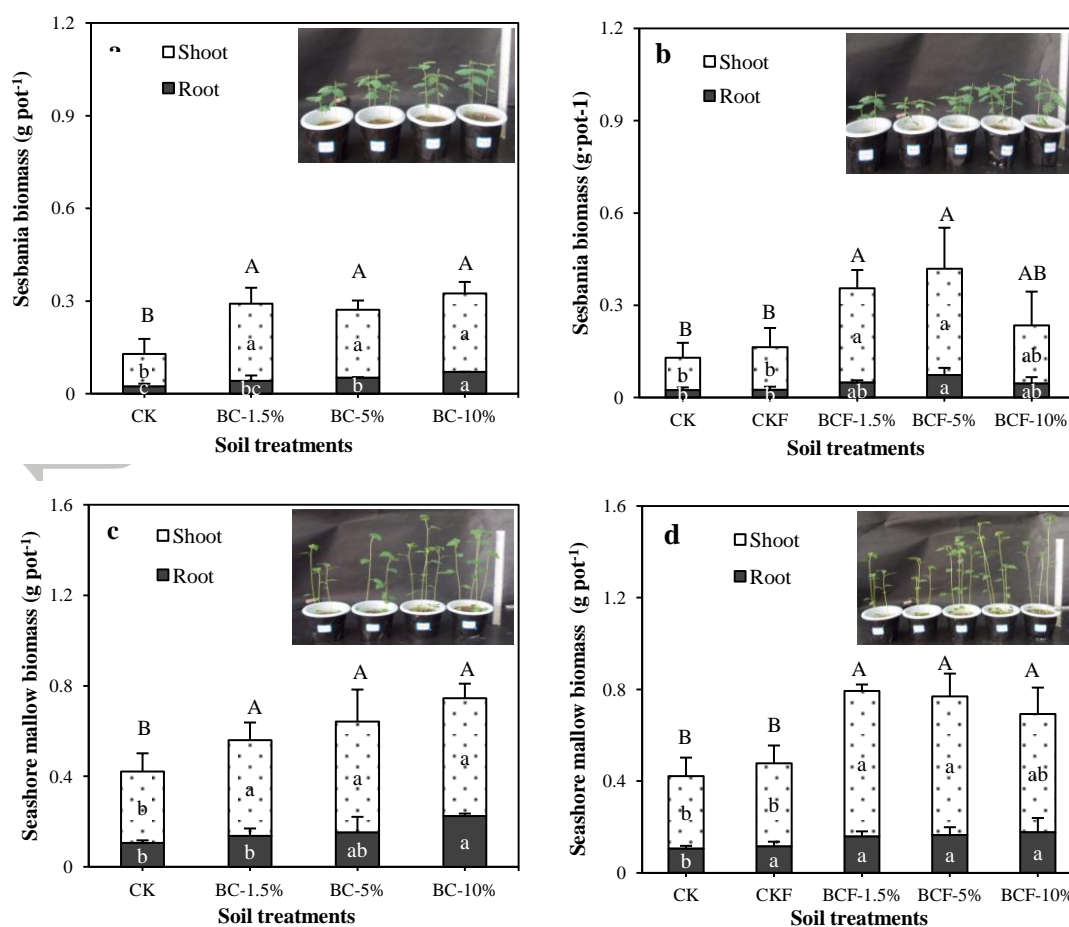 a
Shoot
Root
Sesbania biomass (g pot-1)
1.2
0.9
0.6
0.3
0
B
A
A
A
b
a
a
a
c
bc
b
a
CK
BC-1.5%
BC-5%
BC-10%
Soil treatments
b
Shoot
Root
Sesbania biomass (g·pot-1)
1.2
0.9
0.6
0.3
0
B
B
A
A
AB
b
b
a
a
ab
b
b
ab
a
ab
CK
CKF
BCF-1.5%
BCF-5%
BCF-10%
Soil treatments
c
Shoot
Root
Seashore mallow biomass (g pot-1)
1.6
1.2
0.8
0.4
0
B
A
A
A
b
a
a
a
b
b
ab
a
CK
BC-1.5%
BC-5%
BC-10%
Soil treatments
d
Shoot
Root
Seashore mallow biomass (g pot-1)
1.6
1.2
0.8
0.4
0
B
B
A
A
A
b
b
a
a
ab
b
a
a
a
a
CK
CKF
BCF-1.5%
BCF-5%
BCF-10%
Soil treatments